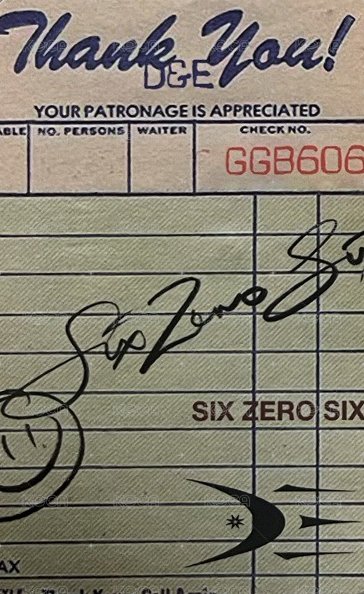 Thank You!
D&E
YOUR PATRONAGE IS APPRECIATED
ABLE NO. PERSONS WAITER CHECK NO.
GGB606
Six Zero Six
SIX ZERO SIX
AX